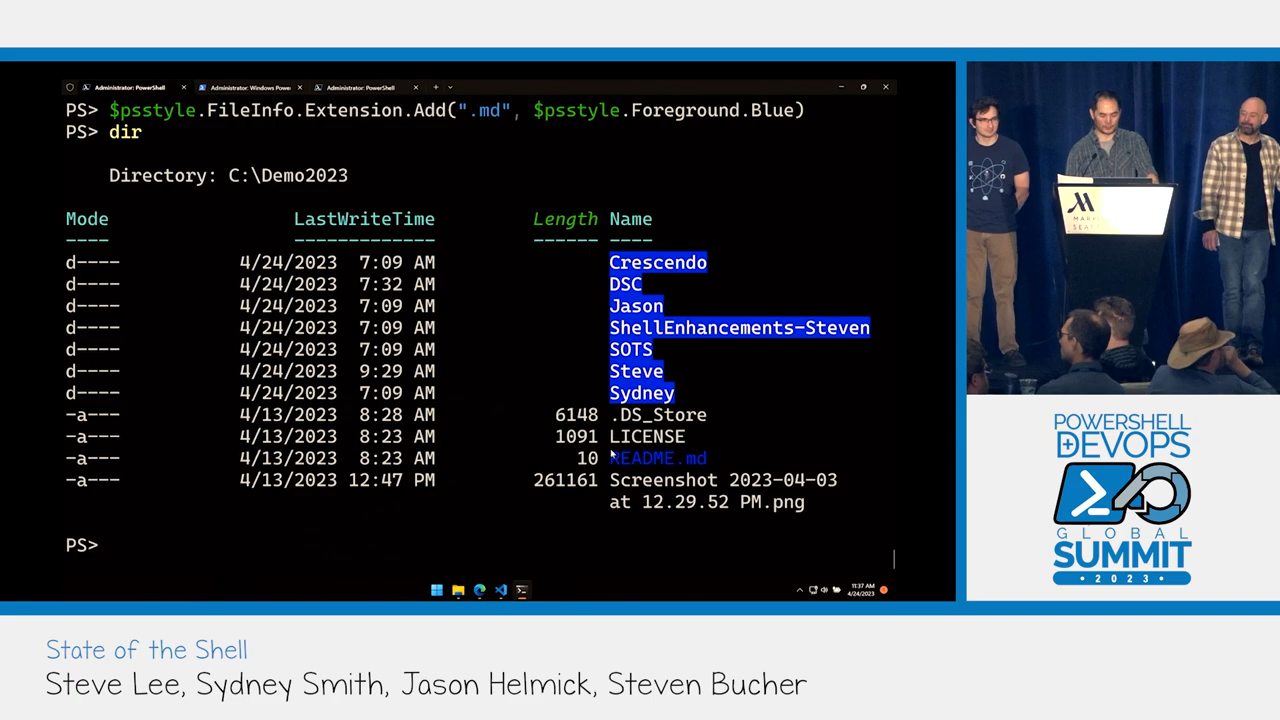 Administrator: PowerShell
Administrator: Windows Powe
Administrator: PowerShell
PS> $psstyle.FileInfo.Extension.Add(".md", $psstyle.Foreground.Blue)
PS> dir
Directory: C:\Demo2023
Mode LastWriteTime Length Name
---- ------------- ------ ----
d---- 4/24/2023 7:09 AM Crescendo
d---- 4/24/2023 7:32 AM DSC
d---- 4/24/2023 7:09 AM Jason
d---- 4/24/2023 7:09 AM ShellEnhancements-Steven
d---- 4/24/2023 7:09 AM SOTS
d---- 4/24/2023 9:29 AM Steve
d---- 4/24/2023 7:09 AM Sydney
-a--- 4/13/2023 8:28 AM 6148 .DS_Store
-a--- 4/13/2023 8:23 AM 1091 LICENSE
-a--- 4/13/2023 8:23 AM 10 README.md
-a--- 4/13/2023 12:47 PM 261161 Screenshot 2023-04-03
at 12.29.52 PM.png
PS>
11:37 AM
4/24/2023
POWERSHELL
DEVOPS
GLOBAL
SUMMIT
• 2023 •
State of the Shell
Steve Lee, Sydney Smith, Jason Helmick, Steven Bucher